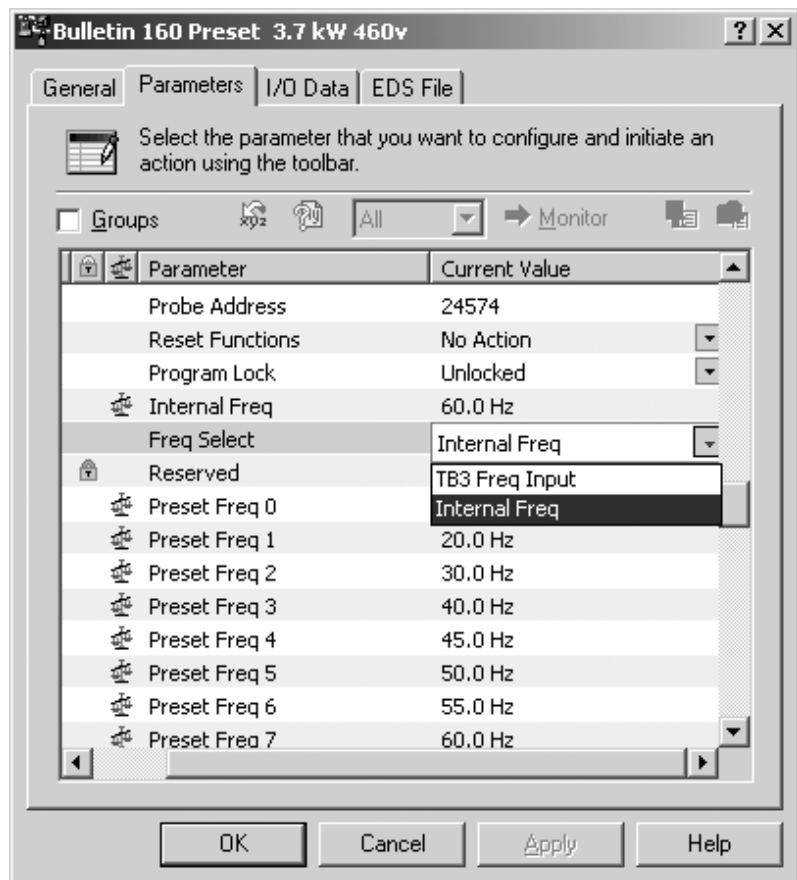 Bulletin 160 Preset 3.7 kW 460v
General Parameters I/O Data EDS File
Select the parameter that you want to configure and initiate an
action using the toolbar.
Groups All Monitor
Parameter Current Value
Probe Address 24574
Reset Functions No Action
Program Lock Unlocked
Internal Freq 60.0 Hz
Freq Select Internal Freq
Reserved TB3 Freq Input
Preset Freq 0 Internal Freq
Preset Freq 1 20.0 Hz
Preset Freq 2 30.0 Hz
Preset Freq 3 40.0 Hz
Preset Freq 4 45.0 Hz
Preset Freq 5 50.0 Hz
Preset Freq 6 55.0 Hz
Preset Freq 7 60.0 Hz
OK Cancel Apply Help